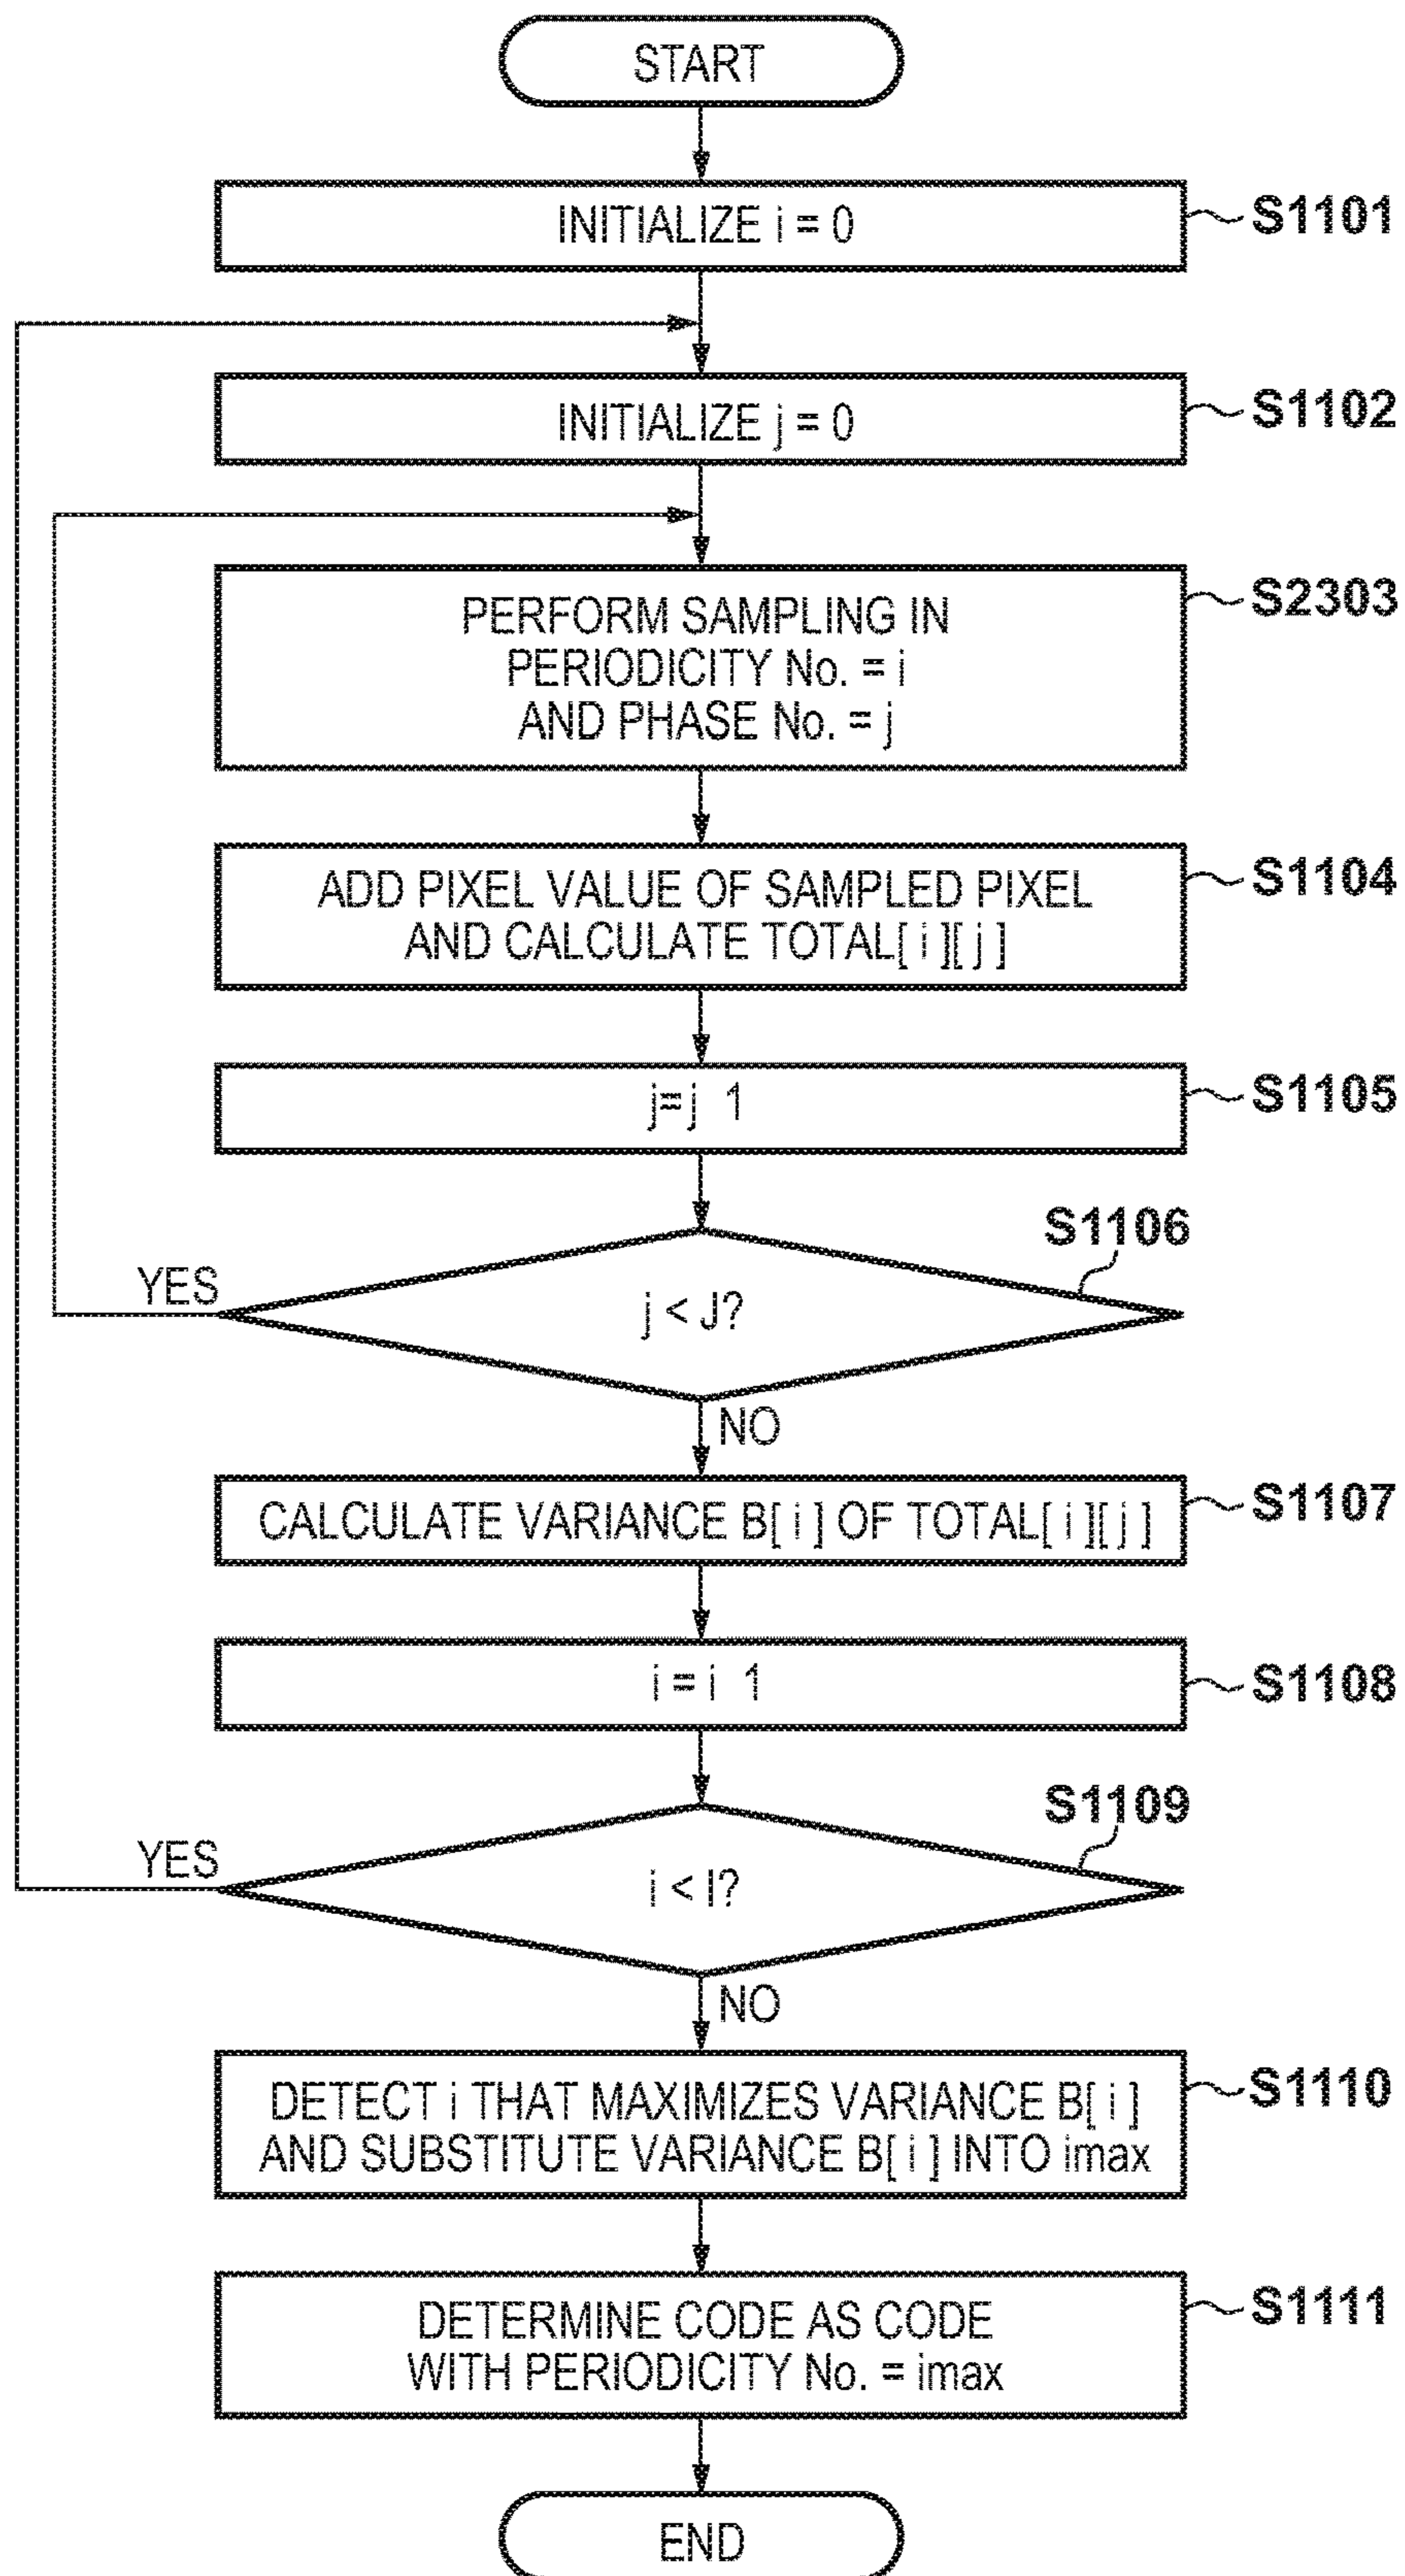 START
INITIALIZE i = 0
S1101
INITIALIZE j = 0
S1102
PERFORM SAMPLING IN
PERIODICITY No. = i
AND PHASE No. = j
S2303
ADD PIXEL VALUE OF SAMPLED PIXEL
AND CALCULATE TOTAL[ i ][ j ]
S1104
j=j 1
S1105
S1106
YES
j < J?
NO
CALCULATE VARIANCE B[ i ] OF TOTAL[ i ][ j ]
S1107
i = i 1
S1108
S1109
YES
i < I?
NO
DETECT i THAT MAXIMIZES VARIANCE B[ i ]
AND SUBSTITUTE VARIANCE B[ i ] INTO imax
S1110
DETERMINE CODE AS CODE
WITH PERIODICITY No. = imax
S1111
END